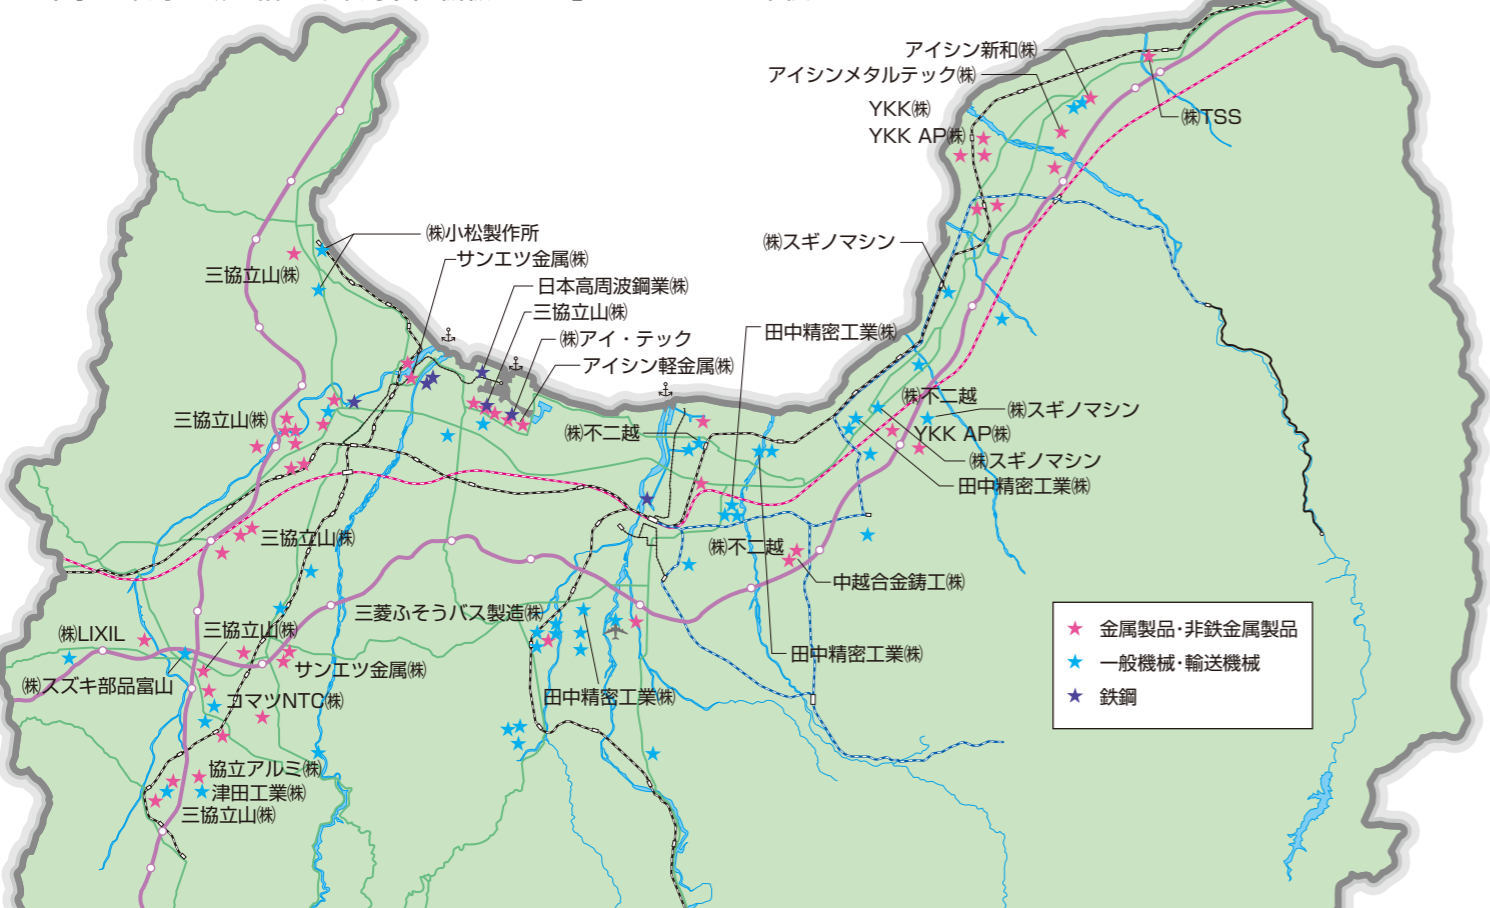 アイシン新和㈱
アイシンメタルテック㈱
YKK㈱
YKK AP㈱
㈱TSS
㈱小松製作所
サンエツ金属㈱
三協立山㈱
日本高周波鋼業㈱
三協立山㈱
㈱アイ・テック
アイシン軽金属㈱
㈱スギノマシン
田中精密工業㈱
三協立山㈱
㈱不二越
㈱不二越
㈱スギノマシン
YKK AP㈱
㈱スギノマシン
田中精密工業㈱
三協立山㈱
㈱不二越
中越合金鋳工㈱
三菱ふそうバス製造㈱
㈱LIXIL
三協立山㈱
サンエツ金属㈱
田中精密工業㈱
㈱スズキ部品富山
コマツNTC㈱
田中精密工業㈱
協立アルミ㈱
津田工業㈱
三協立山㈱
金属製品・非鉄金属製品
一般機械・輸送機械
鉄鋼